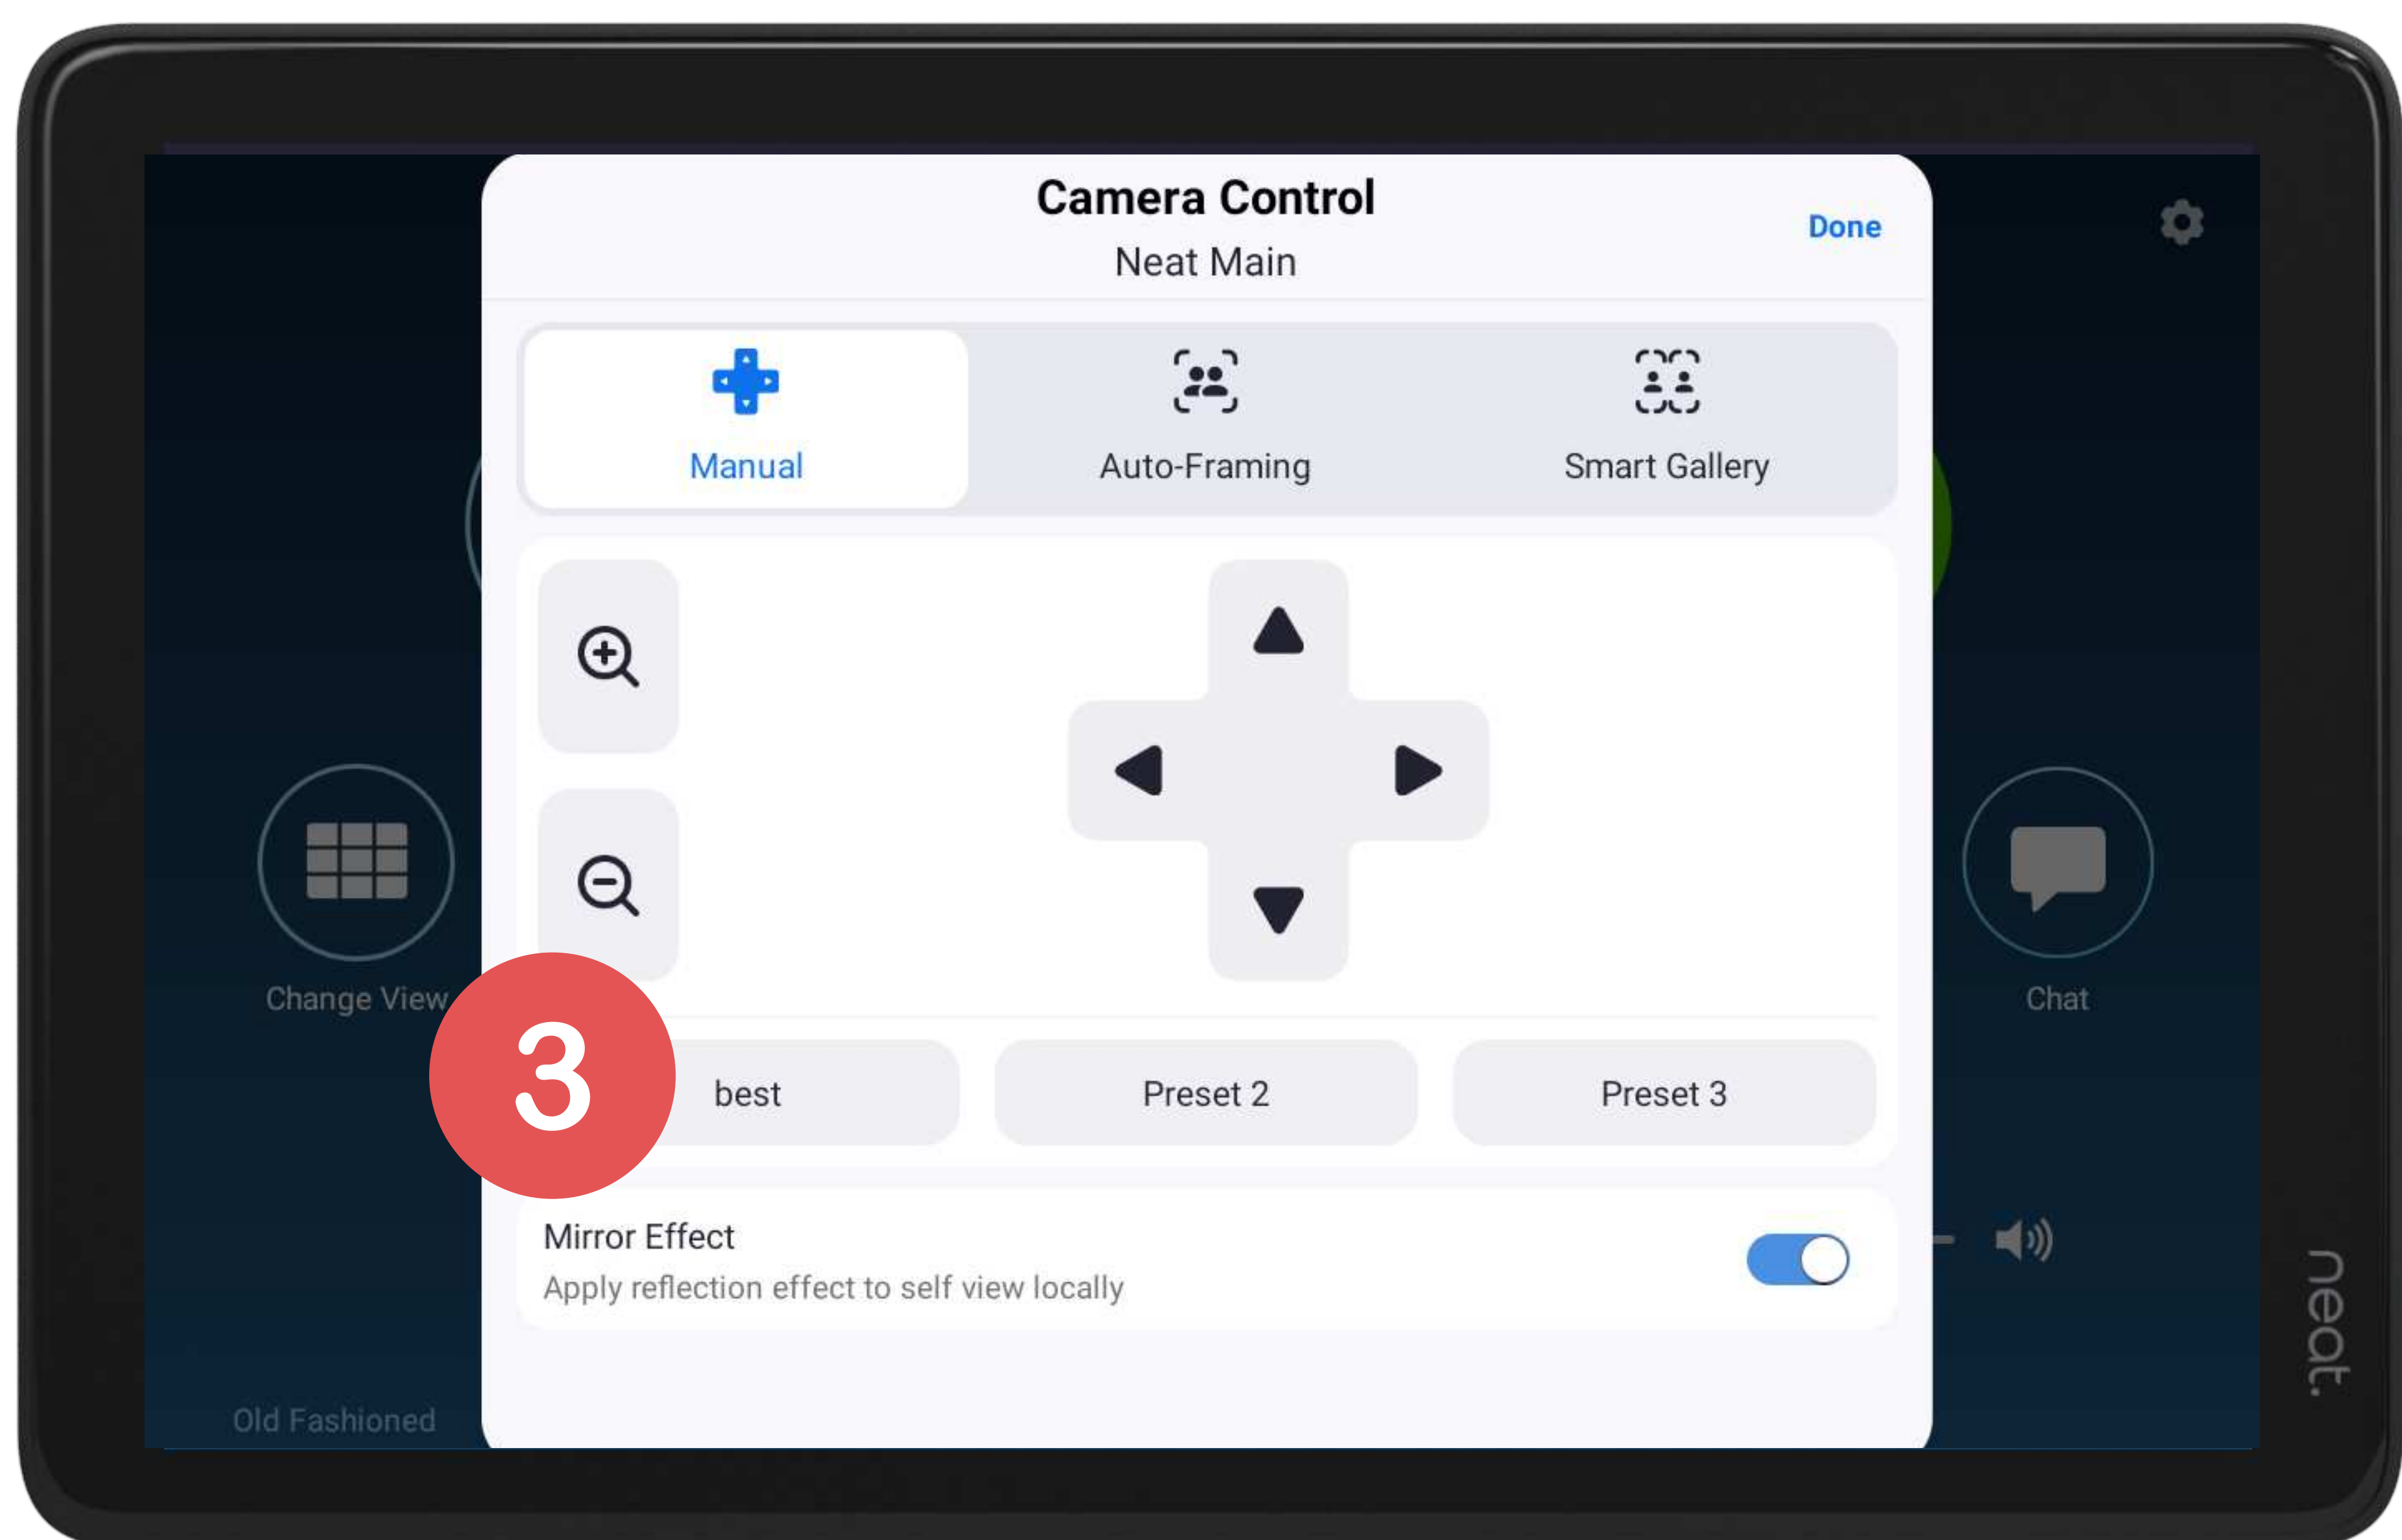 Camera Control
Done
Neat Main
Manual
Auto-Framing
Smart Gallery
Change View
Chat
3
best
Preset 2
Preset 3
Mirror Effect
Apply reflection effect to self view locally
Old Fashioned
neat.